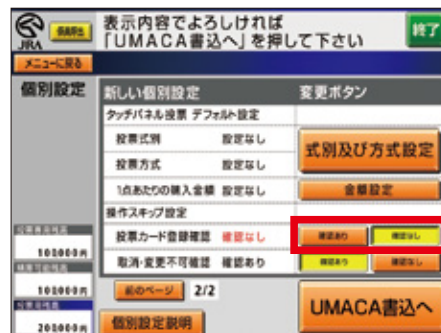 JRA
係員呼出
表示内容でよろしければ
「UMACA書込へ」を押して下さい
終了
メニューに戻る
個別設定
新しい個別設定 変更ボタン
タッチパネル投票 デフォルト設定
投票式別 設定なし
投票方式 設定なし
式別及び方式設定
1点あたりの購入金額 設定なし
金額設定
操作スキップ設定
投票カード登録確認 確認なし
確認あり 確認なし
取消・変更不可確認 確認あり
確認あり 確認なし
100000円
100000円
200000円
前のページ 2/2
個別設定説明
UMACA書込へ